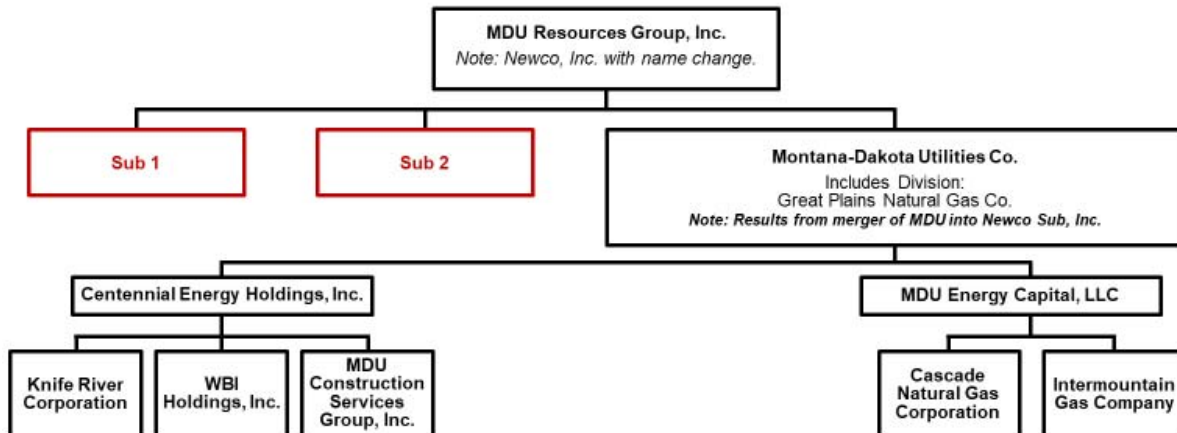 MDU Resources Group, Inc.
Note: Newco, Inc. with name change.
Sub 1
Sub 2
Montana-Dakota Utilities Co.
Includes Division:
Great Plains Natural Gas Co.
Note: Results from merger of MDU into Newco Sub, Inc.
Centennial Energy Holdings, Inc.
MDU Energy Capital, LLC
Knife River
Corporation
WBI
Holdings, Inc.
MDU
Construction
Services
Group, Inc.
Cascade
Natural Gas
Corporation
Intermountain
Gas Company